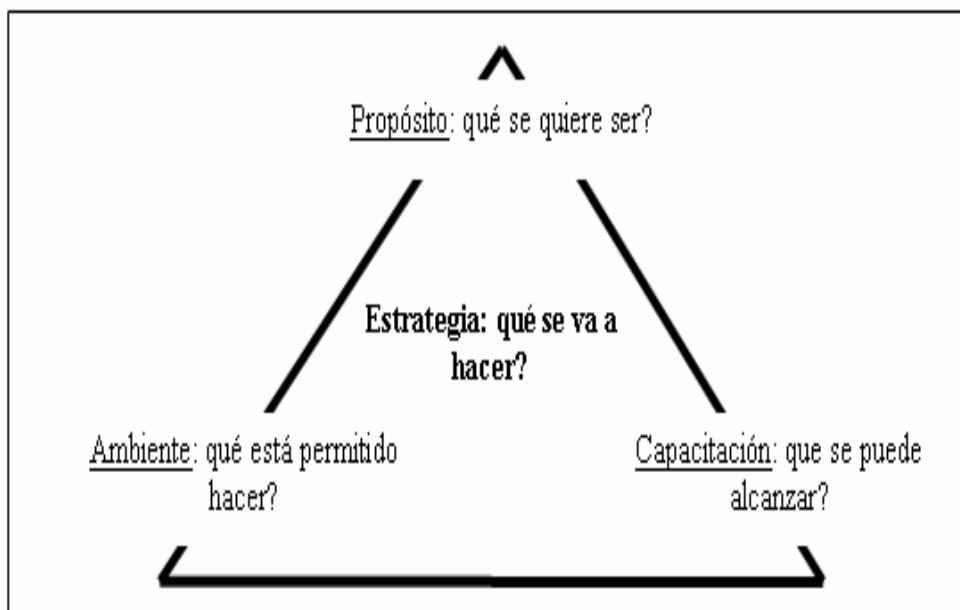 Propósito: qué se quiere ser?
Estrategia: qué se va a
hacer?
Ambiente: qué está permitido
hacer?
Capacitación: que se puede
alcanzar?